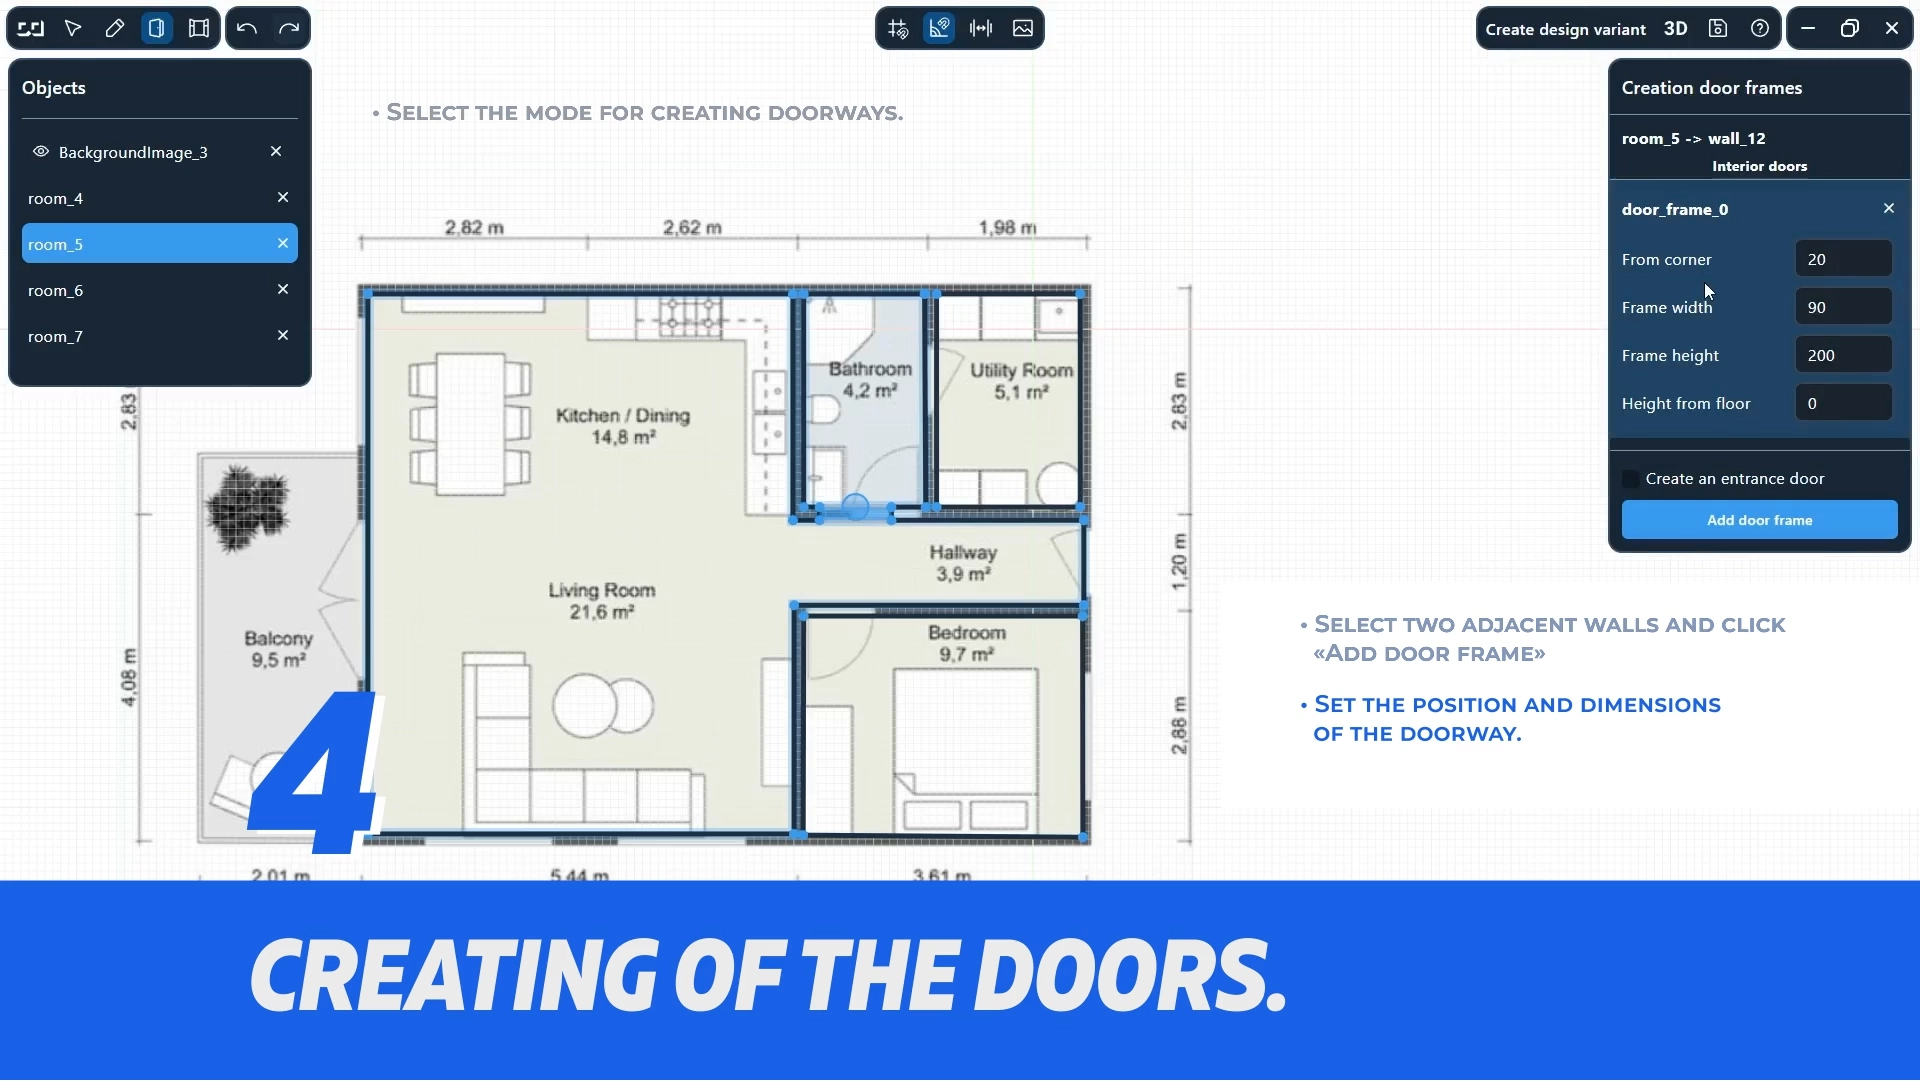 Create design variant
3D
Objects
BackgroundImage_3
room_4
room_5
room_6
room_7
• SELECT THE MODE FOR CREATING DOORWAYS.
2,82 m
2,62 m
1,98 m
Kitchen / Dining
14,8 m²
Bathroom
4,2 m²
Utility Room
5,1 m²
Hallway
3,9 m²
Living Room
21,6 m²
Balcony
9,5 m²
Bedroom
9,7 m²
2,83 m
4,08 m
2,83 m
1,20 m
2,88 m
2,01 m
5,44 m
3,61 m
Creation door frames
room_5 -> wall_12
Interior doors
door_frame_0
From corner 20
Frame width 90
Frame height 200
Height from floor 0
Create an entrance door
Add door frame
• SELECT TWO ADJACENT WALLS AND CLICK
«ADD DOOR FRAME»
• SET THE POSITION AND DIMENSIONS
OF THE DOORWAY.
4
CREATING OF THE DOORS.